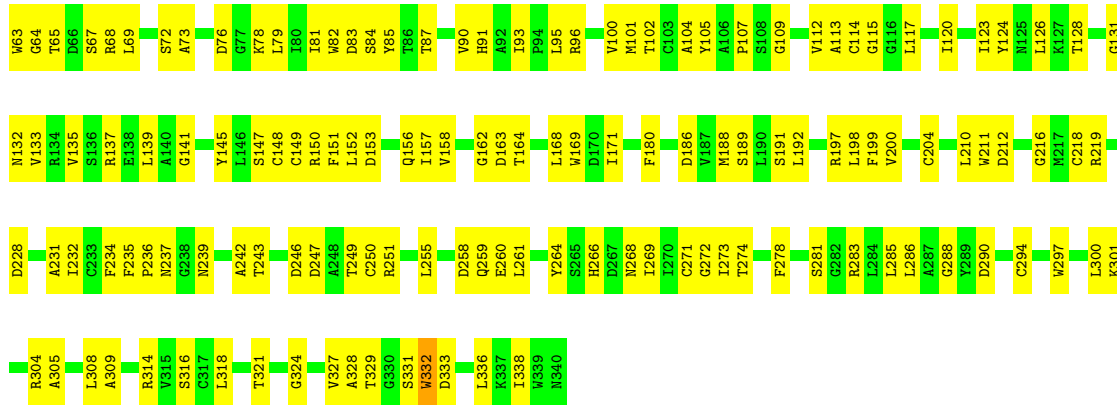 W63 G64 T65 D66 S67 R68 L69 S72 A73 D76 G77 K78 L79 I80 I81 W82 D83 S84 Y85 T86 T87 V90 H91 A92 I93 P94 L95 R96 V100 M101 T102 C103 A104 Y105 A106 P107 S108 G109 V112 A113 C114 G115 G116 L117 I120 I123 Y124 N125 L126 K127 T128 G131
N132 V133 R134 V135 S136 R137 E138 L139 A140 G141 Y145 L146 S147 C148 C149 R150 F151 L152 D153 Q156 I157 V158 G162 D163 T164 L168 W169 D170 I171 F180 D186 V187 M188 S189 L190 S191 L192 R197 L198 F199 V200 C204 L210 W211 D212 G216 M217 C218 R219
D228 A231 I232 C233 F234 F235 P236 N237 G238 N239 A242 T243 D246 D247 A248 T249 C250 R251 L255 D258 Q259 E260 L261 Y264 S265 H266 D267 N268 I269 I270 C271 G272 I273 T274 F278 S281 G282 R283 L284 L285 L286 A287 G288 Y289 D290 C294 W297 L300 K301
R304 A305 L308 A309 R314 V315 S316 C317 L318 T321 G324 V327 A328 T329 G330 S331 W332 D333 L336 K337 I338 W339 N340